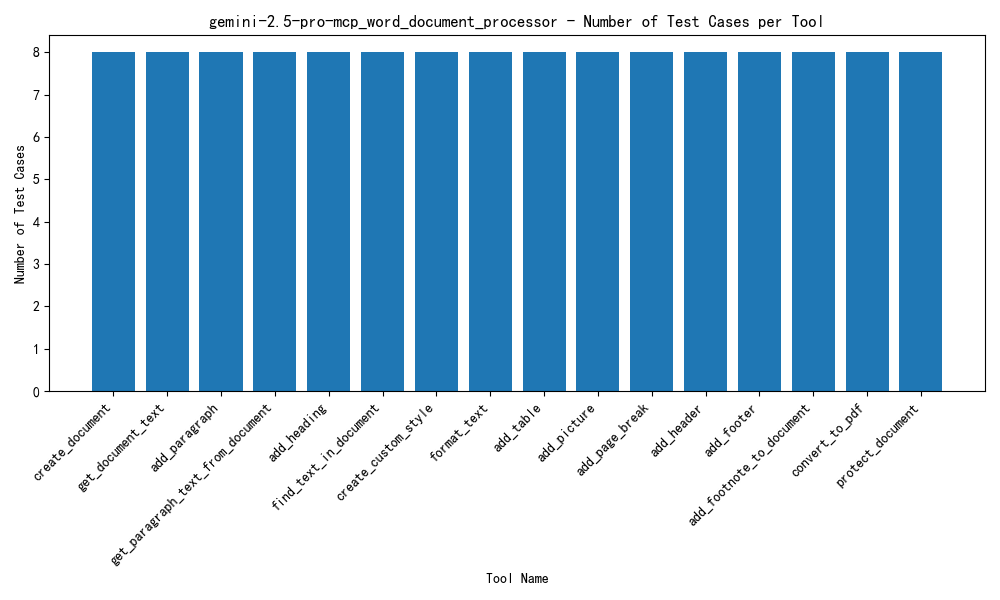 gemini-2.5-pro-mcp_word_document_processor - Number of Test Cases per Tool
Number of Test Cases
8
7
6
5
4
3
2
1
0
create_document
get_document_text
add_paragraph
get_paragraph_text_from_document
add_heading
find_text_in_document
create_custom_style
format_text
add_table
add_picture
add_page_break
add_header
add_footer
add_footnote_to_document
convert_to_pdf
protect_document
Tool Name